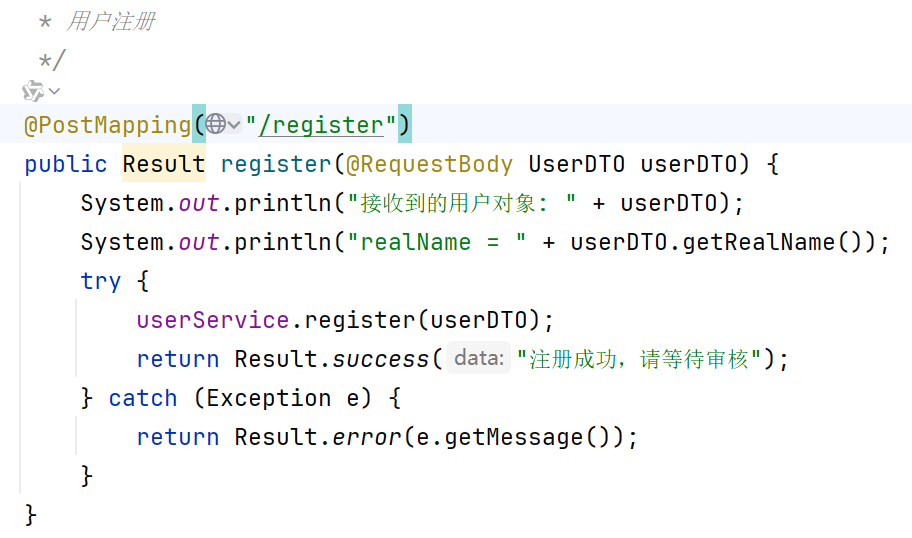 * 用户注册
*/
@PostMapping("/register")
public Result register(@RequestBody UserDTO userDTO) {
System.out.println("接收到的用户对象: " + userDTO);
System.out.println("realName = " + userDTO.getRealName());
try {
userService.register(userDTO);
return Result.success( data: "注册成功，请等待审核");
} catch (Exception e) {
return Result.error(e.getMessage());
}
}